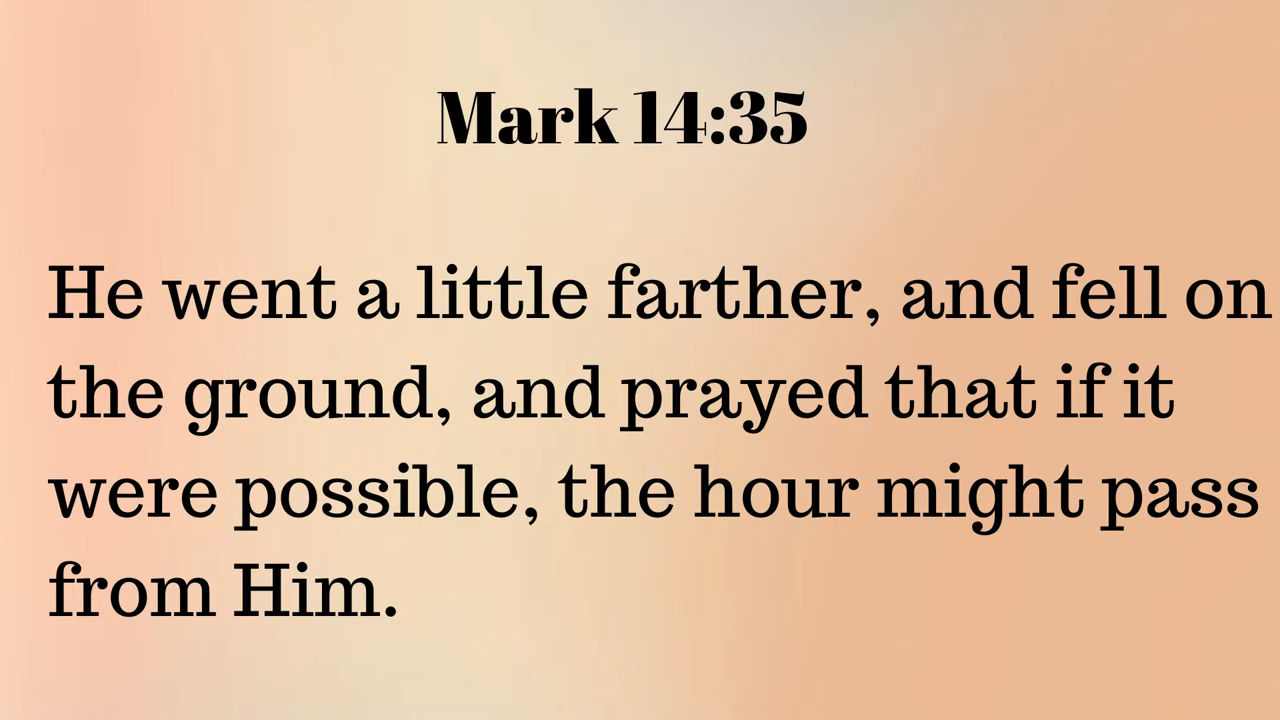 Mark 14:35
He went a little farther, and fell on
the ground, and prayed that if it
were possible, the hour might pass
from Him.